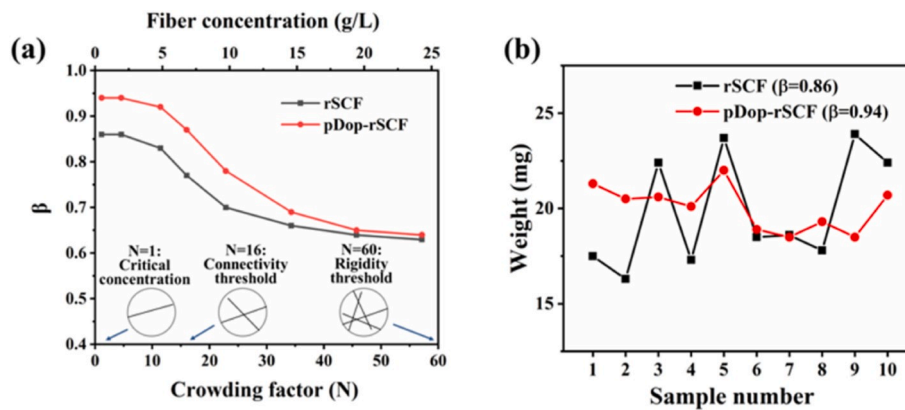 (a)
Fiber concentration (g/L)
0 5 10 15 20 25
1.0
0.9
0.8
0.7
0.6
0.5
0.4
β
rSCF
pDop-rSCF
N=1:
Critical
concentration
N=16:
Connectivity
threshold
N=60:
Rigidity
threshold
0 10 20 30 40 50 60
Crowding factor (N)
(b)
rSCF (β=0.86)
pDop-rSCF (β=0.94)
25
20
15
Weight (mg)
1 2 3 4 5 6 7 8 9 10
Sample number